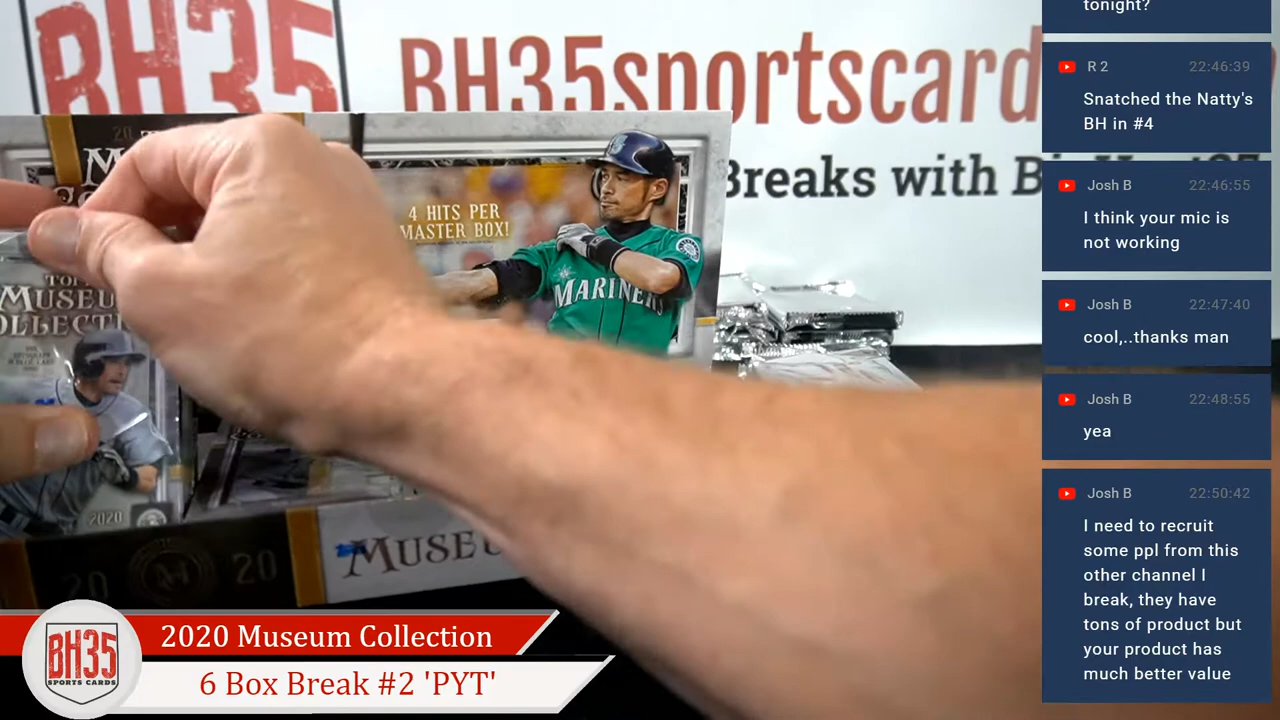 BH35
BH35sportscard
Breaks with B
4 HITS PER
MASTER BOX!
MARINER
MUSEU
OLLECT
2020
20
20
MUSEU
BH35
SPORTS CARDS
2020 Museum Collection
6 Box Break #2 'PYT'
tonight?
R 2 22:46:39
Snatched the Natty's
BH in #4
Josh B 22:46:55
I think your mic is
not working
Josh B 22:47:40
cool,..thanks man
Josh B 22:48:55
yea
Josh B 22:50:42
I need to recruit
some ppl from this
other channel I
break, they have
tons of product but
your product has
much better value